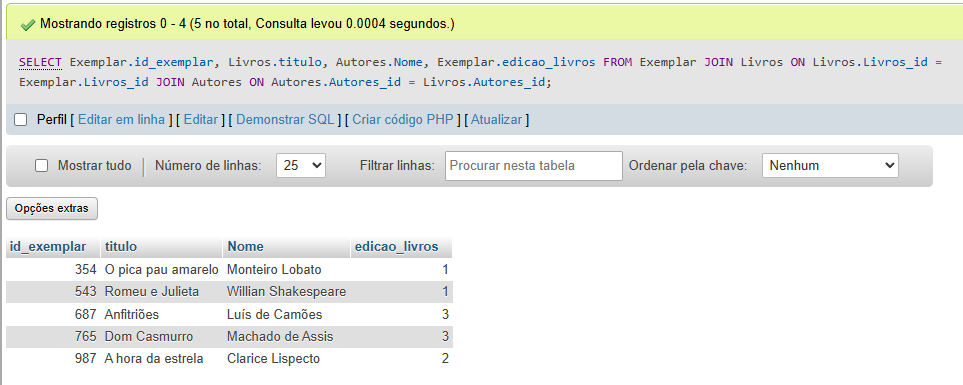 Mostrando registros 0 - 4 (5 no total, Consulta levou 0.0004 segundos.)
SELECT Exemplar.id_exemplar, Livros.titulo, Autores.Nome, Exemplar.edicao_livros FROM Exemplar JOIN Livros ON Livros.Livros_id =
Exemplar.Livros_id JOIN Autores ON Autores.Autores_id = Livros.Autores_id;
Perfil [ Editar em linha ] [ Editar ] [ Demonstrar SQL ] [ Criar código PHP ] [ Atualizar ]
Mostrar tudo Número de linhas: 25 Filtrar linhas: Procurar nesta tabela Ordenar pela chave: Nenhum
Opções extras
id_exemplar titulo Nome edicao_livros
354 O pica pau amarelo Monteiro Lobato 1
543 Romeu e Julieta Willian Shakespeare 1
687 Anfitriões Luís de Camões 3
765 Dom Casmurro Machado de Assis 3
987 A hora da estrela Clarice Lispecto 2